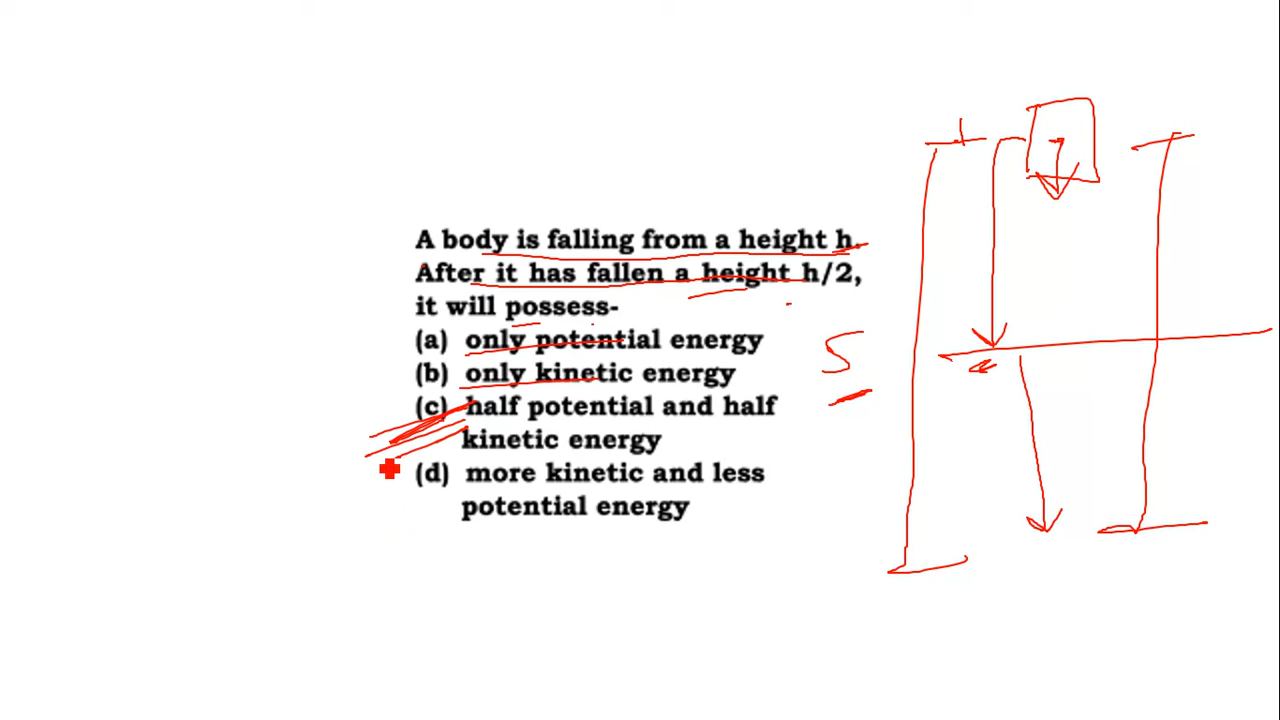 A body is falling from a height h.
After it has fallen a height h/2,
it will possess-
(a) only potential energy
(b) only kinetic energy
(c) half potential and half
kinetic energy
(d) more kinetic and less
potential energy